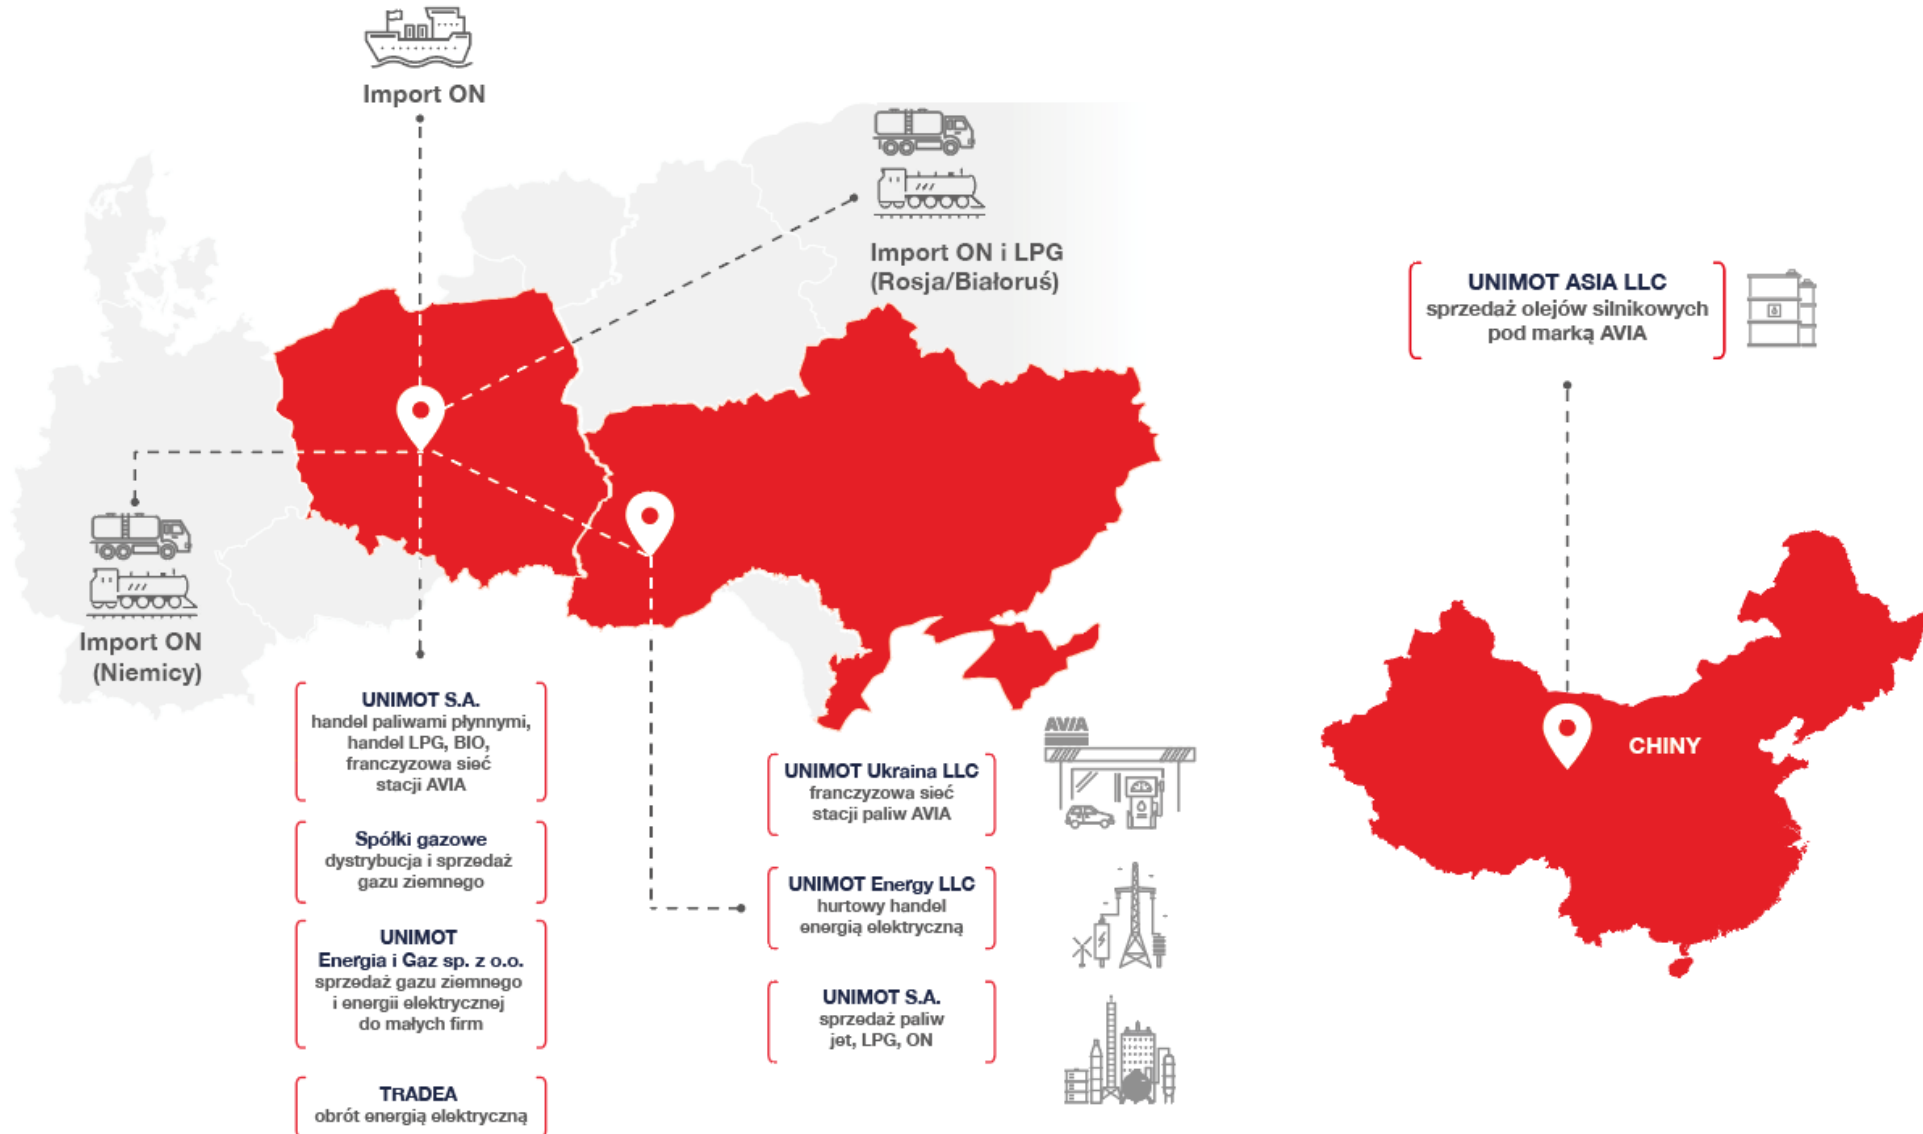 Import ON
Import ON i LPG
(Rosja/Białoruś)
Import ON
(Niemicy)
UNIMOT S.A.
handel paliwami płynnymi,
handel LPG, BIO,
franczyzowa sieć
stacji AVIA
Spółki gazowe
dystrybucja i sprzedaż
gazu ziemnego
UNIMOT
Energia i Gaz sp. z o.o.
sprzedaż gazu ziemnego
i energii elektrycznej
do małych firm
TRADEA
obrót energią elektryczną
UNIMOT Ukraina LLC
franczyzowa sieć
stacji paliw AVIA
AVIA
UNIMOT Energy LLC
hurtowy handel
energią elektryczną
UNIMOT S.A.
sprzedaż paliw
jet, LPG, ON
UNIMOT ASIA LLC
sprzedaż olejów silnikowych
pod marką AVIA
CHINY